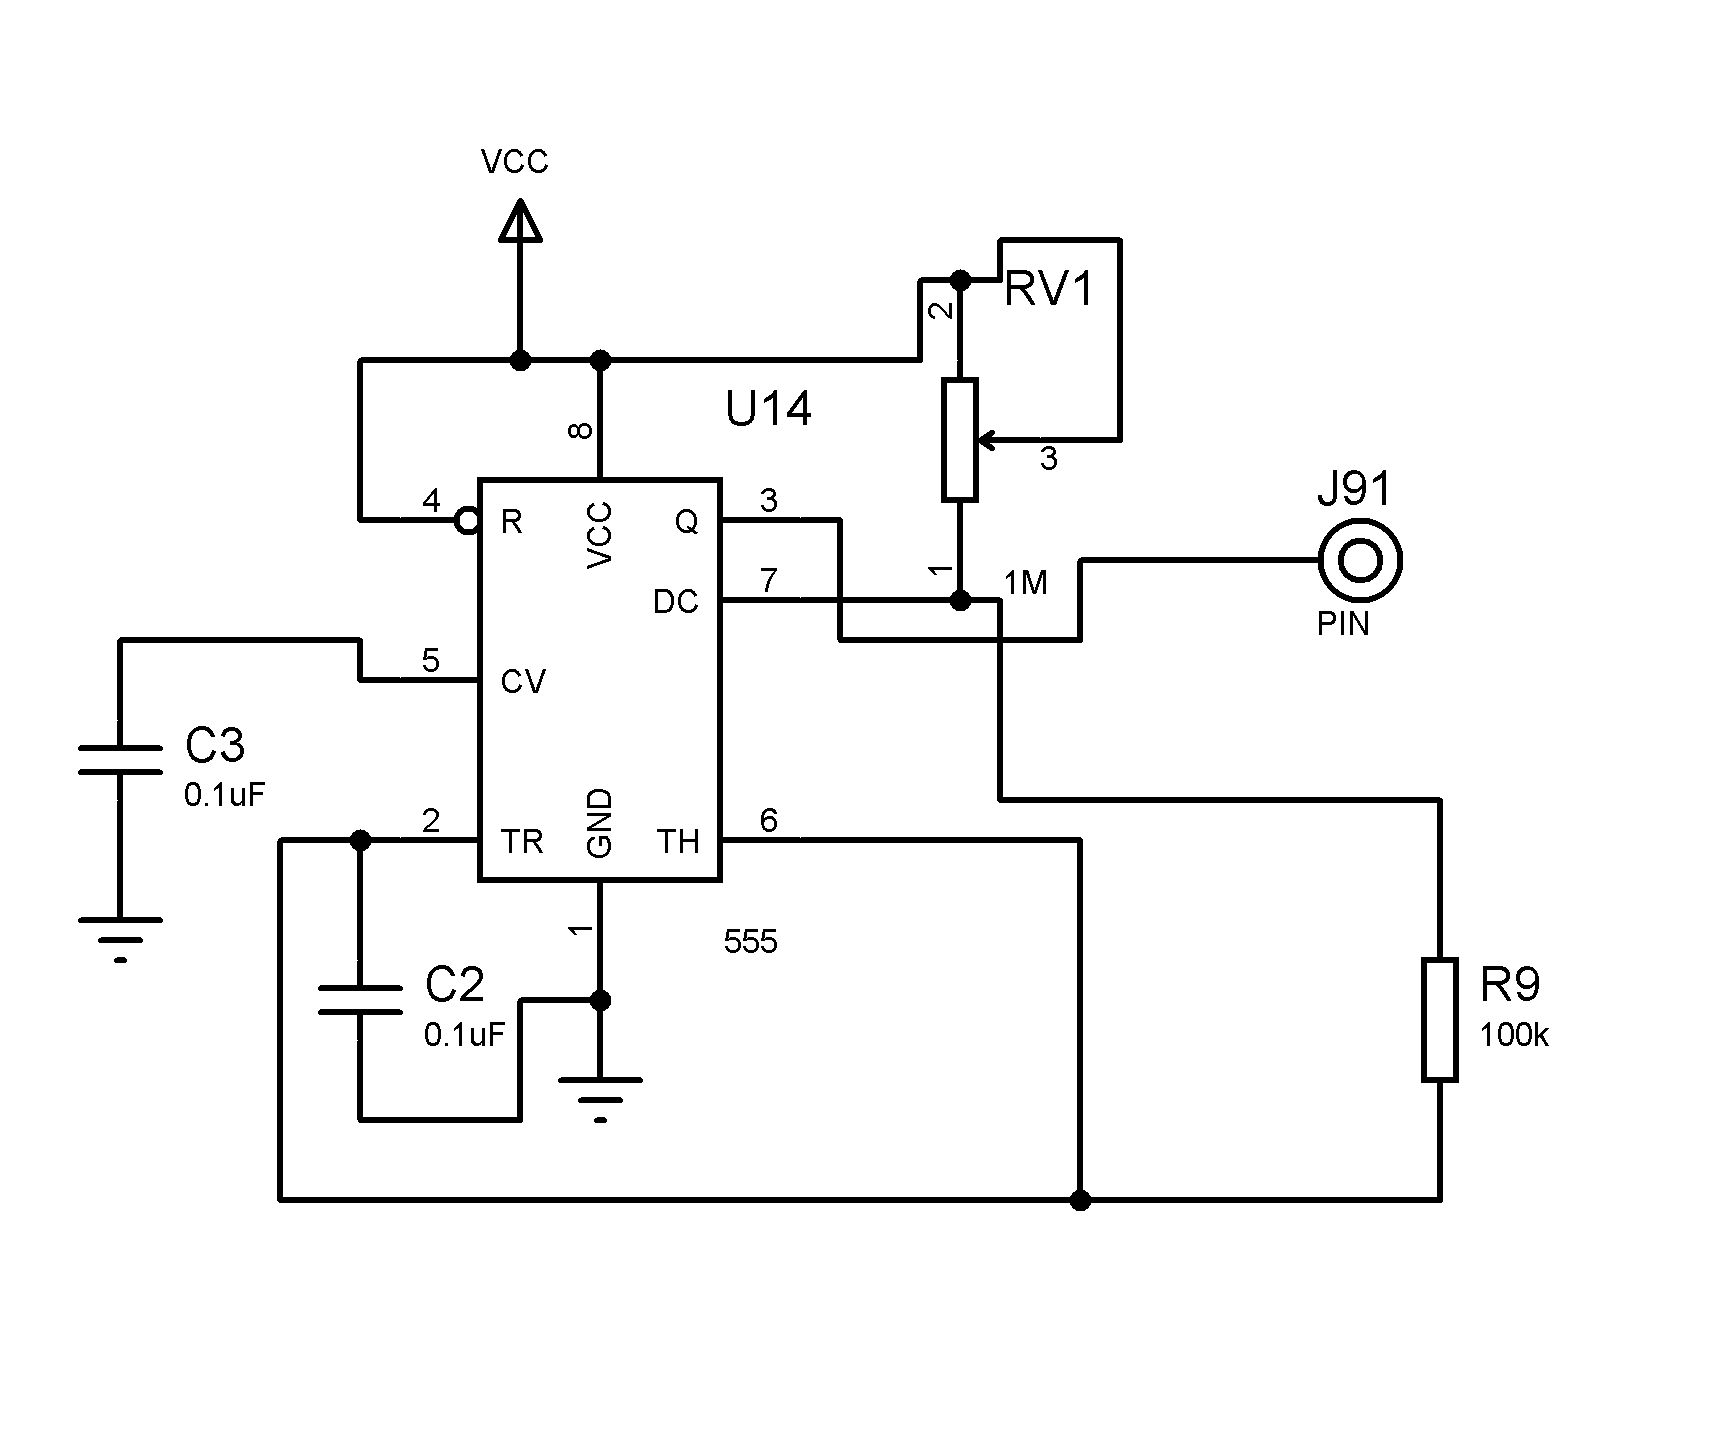 VCC
RV1
2
U14
8
3
J91
4
3
R
VCC
Q
1
7
1M
DC
PIN
5
CV
C3
0.1uF
2
6
TR
GND
TH
1
555
C2
0.1uF
R9
100k